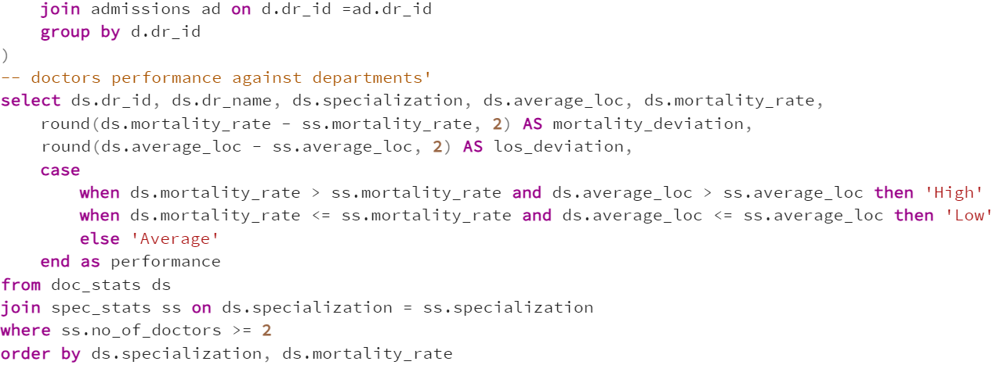 join admissions ad on d.dr_id =ad.dr_id
group by d.dr_id
)
-- doctors performance against departments'
select ds.dr_id, ds.dr_name, ds.specialization, ds.average_loc, ds.mortality_rate,
round(ds.mortality_rate - ss.mortality_rate, 2) AS mortality_deviation,
round(ds.average_loc - ss.average_loc, 2) AS los_deviation,
case
when ds.mortality_rate > ss.mortality_rate and ds.average_loc > ss.average_loc then 'High'
when ds.mortality_rate <= ss.mortality_rate and ds.average_loc <= ss.average_loc then 'Low'
else 'Average'
end as performance
from doc_stats ds
join spec_stats ss on ds.specialization = ss.specialization
where ss.no_of_doctors >= 2
order by ds.specialization, ds.mortality_rate